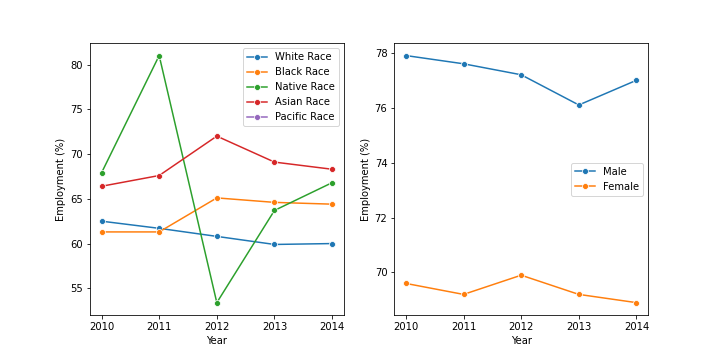 80
75
70
65
60
55
Employment (%)
2010 2011 2012 2013 2014
Year
White Race
Black Race
Native Race
Asian Race
Pacific Race
78
76
74
72
70
Employment (%)
2010 2011 2012 2013 2014
Year
Male
Female